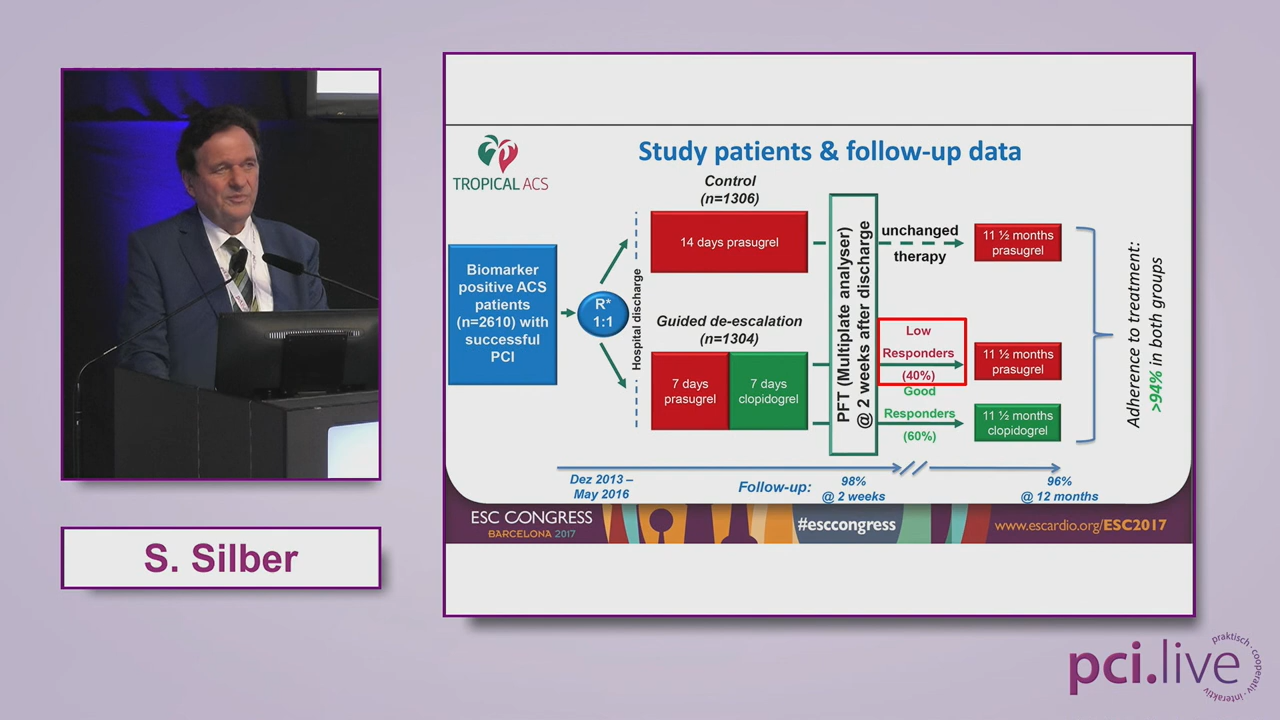 S. Silber
TROPICAL ACS
Study patients & follow-up data
Biomarker
positive ACS
patients
(n=2610) with
successful
PCI
R*
1:1
Hospital discharge
Control
(n=1306)
14 days prasugrel
Guided de-escalation
(n=1304)
7 days
prasugrel
7 days
clopidogrel
PFT (Multiplate analyser)
@ 2 weeks after discharge
unchanged
therapy
11 ½ months
prasugrel
Low
Responders
(40%)
11 ½ months
prasugrel
Good
Responders
(60%)
11 ½ months
clopidogrel
Adherence to treatment:
>94% in both groups
Dez 2013 –
May 2016
Follow-up:
98%
@ 2 weeks
96%
@ 12 months
ESC CONGRESS
BARCELONA 2017
#esccongress
www.escardio.org/ESC2017
pci.live
praktisch - cooperativ - interaktiv -